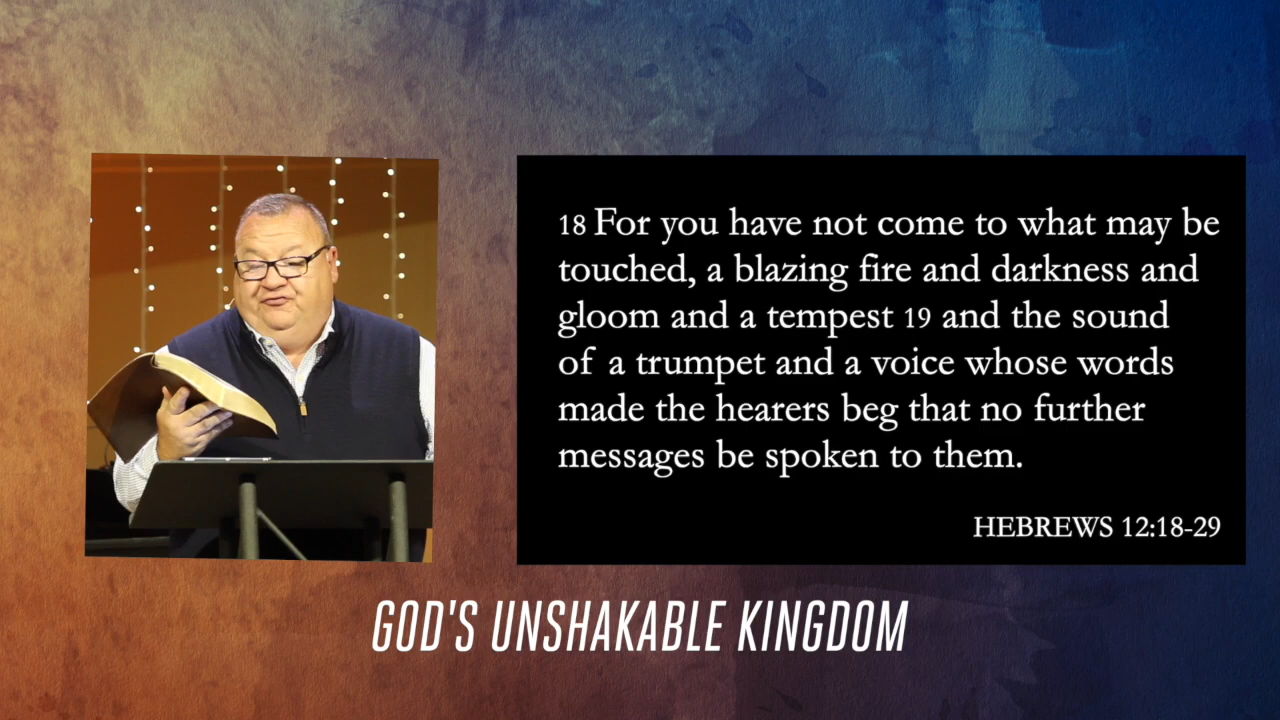 18 For you have not come to what may be
touched, a blazing fire and darkness and
gloom and a tempest 19 and the sound
of a trumpet and a voice whose words
made the hearers beg that no further
messages be spoken to them.
HEBREWS 12:18-29
GOD'S UNSHAKABLE KINGDOM